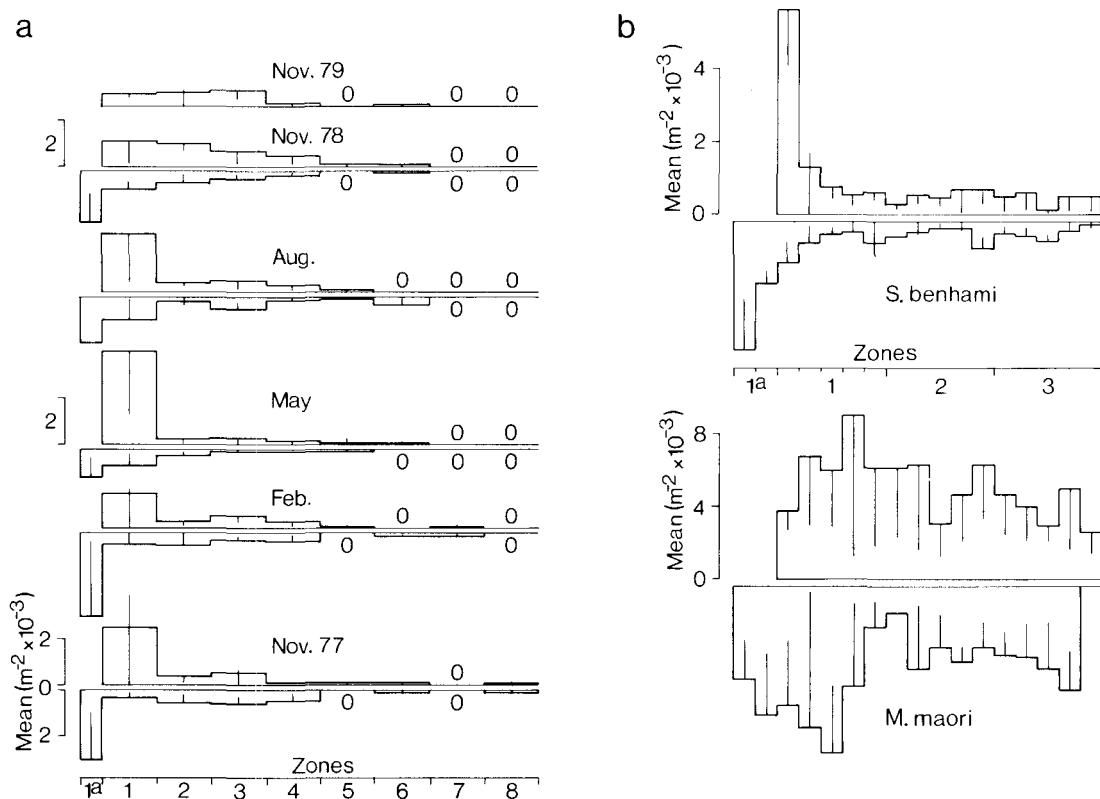 a
Nov. 79
0 0 0
Nov. 78
2
0 0
0 0 0
Aug.
0 0 0
0 0
May
2
0 0
0 0 0
Feb.
0 0
0 0
Nov. 77
Mean (m⁻² ×10⁻³)
2
0
2
0
0 0
Zones
1ª 1 2 3 4 5 6 7 8
b
Mean (m⁻² ×10⁻³)
4
2
0
S. benhami
Zones
1ª 1 2 3
Mean (m⁻² ×10⁻³)
8
4
0
M. maori